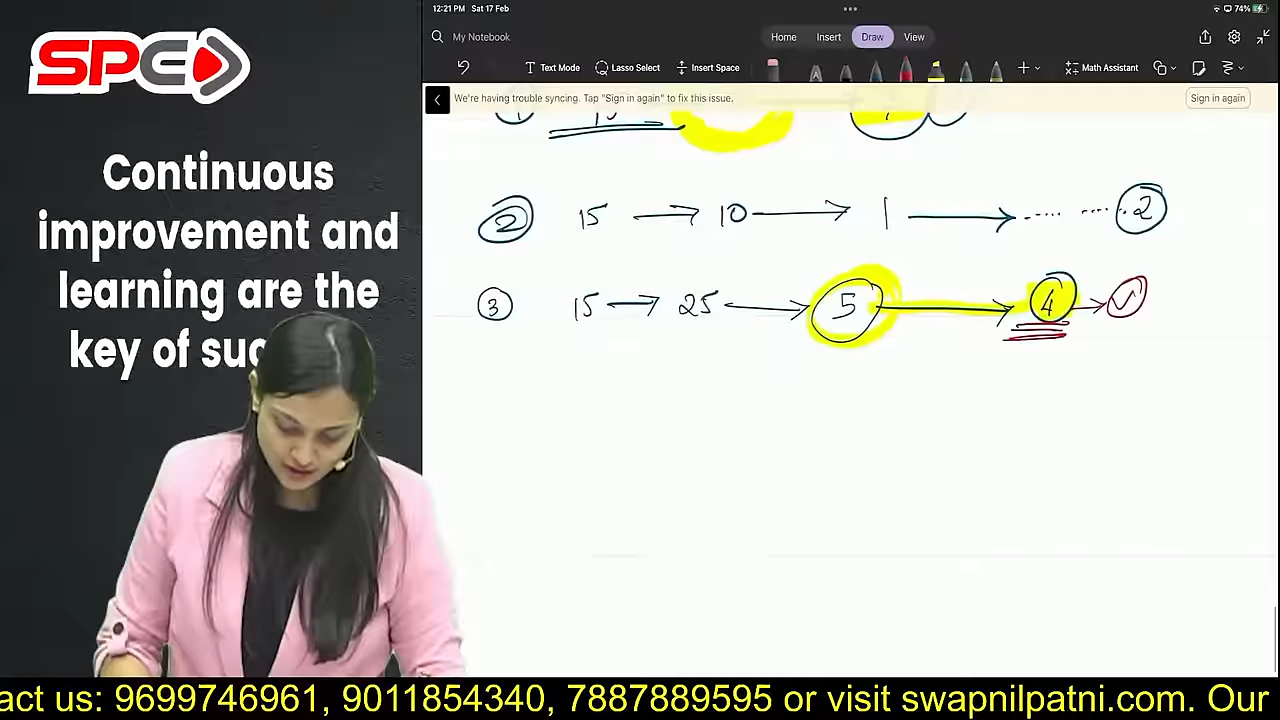 SPE
Continuous
improvement and
learning are the
key of suc
12:21 PM Sat 17 Feb
74%
My Notebook
Home Insert Draw View
Text Mode Lasso Select Insert Space
Math Assistant
We're having trouble syncing. Tap "Sign in again" to fix this issue.
Sign in again
② 15 → 10 → 1 → ........ ②
③ 15 → 25 → 5 → 4 → ✓
act us: 9699746961, 9011854340, 7887889595 or visit swapnilpatni.com. Our